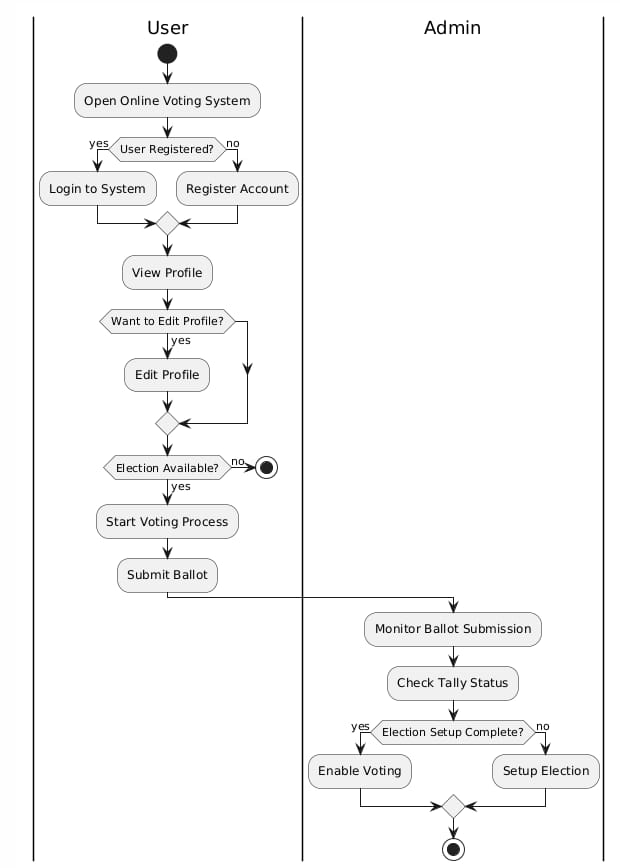 User
Admin
Open Online Voting System
User Registered?
yes
no
Login to System
Register Account
View Profile
Want to Edit Profile?
yes
Edit Profile
Election Available?
no
yes
Start Voting Process
Submit Ballot
Monitor Ballot Submission
Check Tally Status
Election Setup Complete?
yes
no
Enable Voting
Setup Election